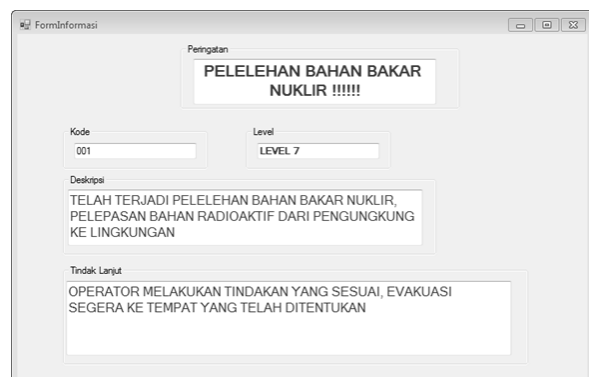 FormInformasi
Peringatan
PELELEHAN BAHAN BAKAR
NUKLIR !!!!!!
Kode
001
Level
LEVEL 7
Deskripsi
TELAH TERJADI PELELEHAN BAHAN BAKAR NUKLIR,
PELEPASAN BAHAN RADIOAKTIF DARI PENGUNGKUNG
KE LINGKUNGAN
Tindak Lanjut
OPERATOR MELAKUKAN TINDAKAN YANG SESUAI, EVAKUASI
SEGERA KE TEMPAT YANG TELAH DITENTUKAN